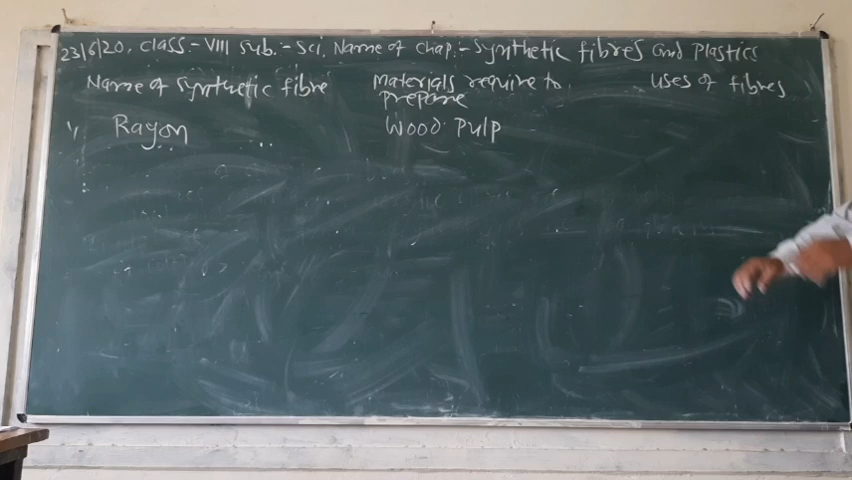 23/6/20, Class:- VIII Sub.:- Sci. Name of Chap.:- Synthetic fibres and Plastics
Name of Synthetic fibre Materials require to prepare Uses of fibres
1, Rayon Wood Pulp